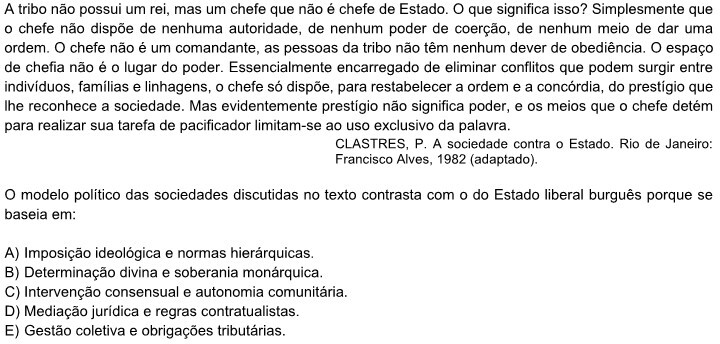 A tribo não possui um rei, mas um chefe que não é chefe de Estado. O que significa isso? Simplesmente que
o chefe não dispõe de nenhuma autoridade, de nenhum poder de coerção, de nenhum meio de dar uma
ordem. O chefe não é um comandante, as pessoas da tribo não têm nenhum dever de obediência. O espaço
de chefia não é o lugar do poder. Essencialmente encarregado de eliminar conflitos que podem surgir entre
indivíduos, famílias e linhagens, o chefe só dispõe, para restabelecer a ordem e a concórdia, do prestígio que
lhe reconhece a sociedade. Mas evidentemente prestígio não significa poder, e os meios que o chefe detém
para realizar sua tarefa de pacificador limitam-se ao uso exclusivo da palavra.
CLASTRES, P. A sociedade contra o Estado. Rio de Janeiro:
Francisco Alves, 1982 (adaptado).
O modelo político das sociedades discutidas no texto contrasta com o do Estado liberal burguês porque se
baseia em:
A) Imposição ideológica e normas hierárquicas.
B) Determinação divina e soberania monárquica.
C) Intervenção consensual e autonomia comunitária.
D) Mediação jurídica e regras contratualistas.
E) Gestão coletiva e obrigações tributárias.